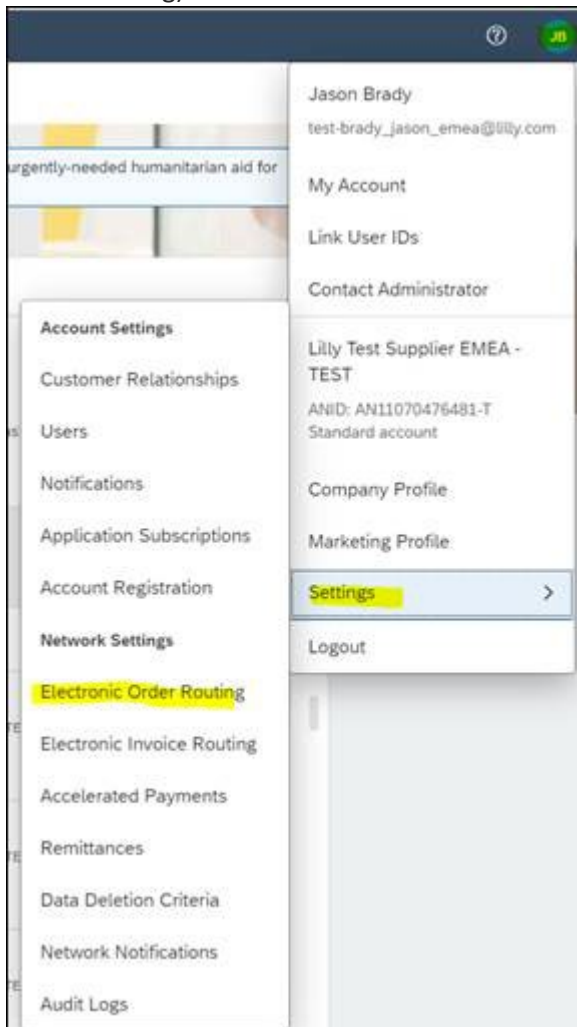 JB
Jason Brady
test-brady_jason_emea@lilly.com
urgently-needed humanitarian aid for
My Account
Link User IDs
Contact Administrator
Lilly Test Supplier EMEA -
TEST
ANID: AN11070476481-T
Standard account
Company Profile
Marketing Profile
Settings
Logout
Account Settings
Customer Relationships
Users
Notifications
Application Subscriptions
Account Registration
Network Settings
Electronic Order Routing
Electronic Invoice Routing
Accelerated Payments
Remittances
Data Deletion Criteria
Network Notifications
Audit Logs